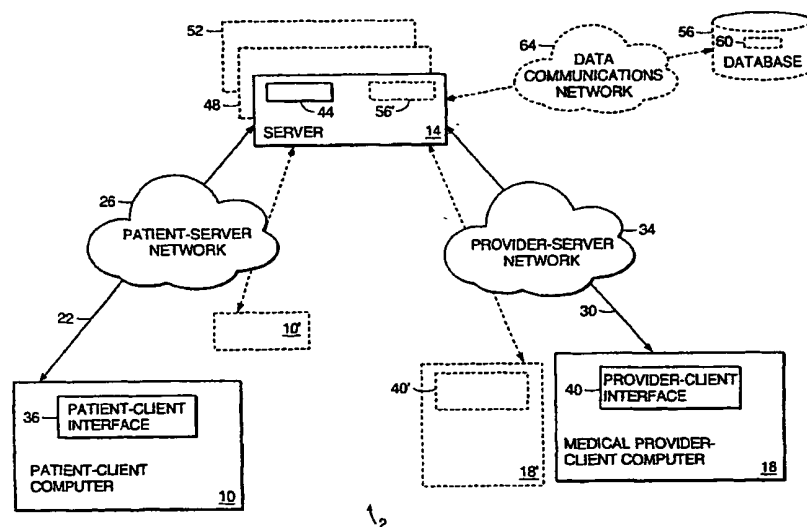 52
48
44
56'
SERVER
14
64
DATA
COMMUNICATIONS
NETWORK
56
60
DATABASE
26
PATIENT-SERVER
NETWORK
34
PROVIDER-SERVER
NETWORK
22
10'
30
36
PATIENT-CLIENT
INTERFACE
PATIENT-CLIENT
COMPUTER
10
40'
18'
40
PROVIDER-CLIENT
INTERFACE
MEDICAL PROVIDER-
CLIENT COMPUTER
18
2